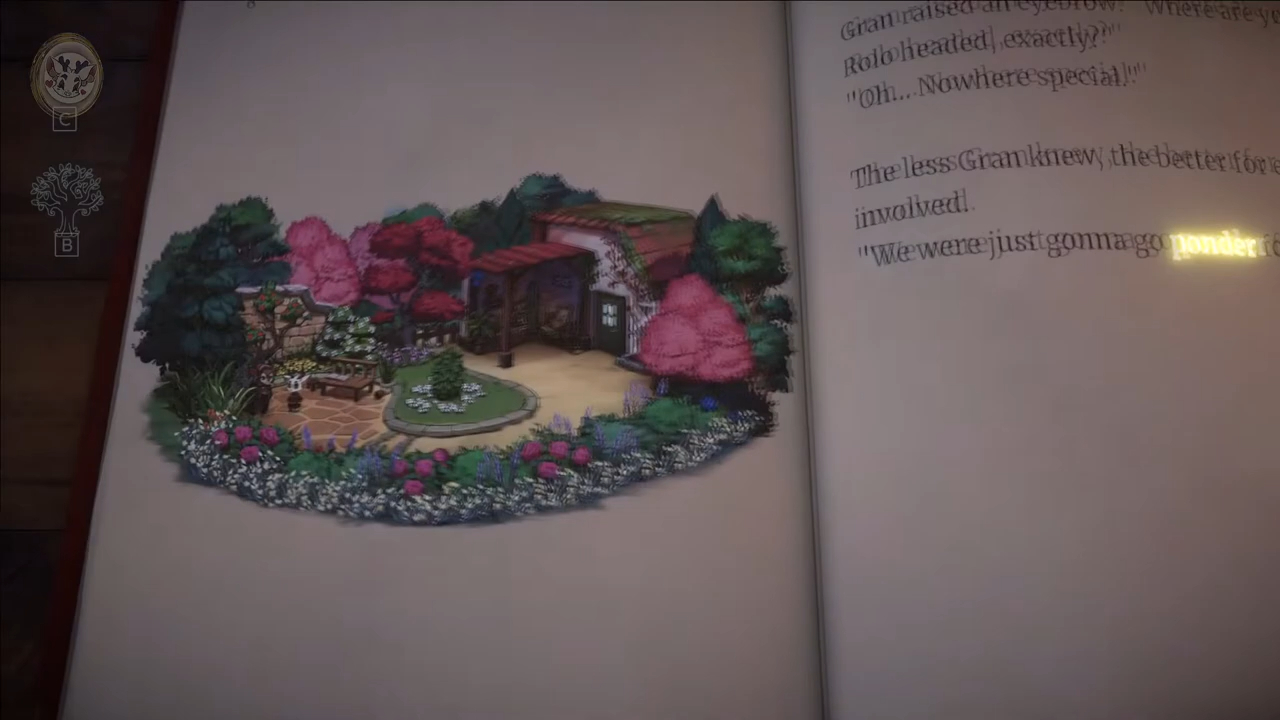 C
B
Gran raised an eyebrow. "Where are
Rolo headed, exactly?"
"Oh... Nowhere special."
The less Gran knew, the better for
involved.
"We were just gonna go ponder